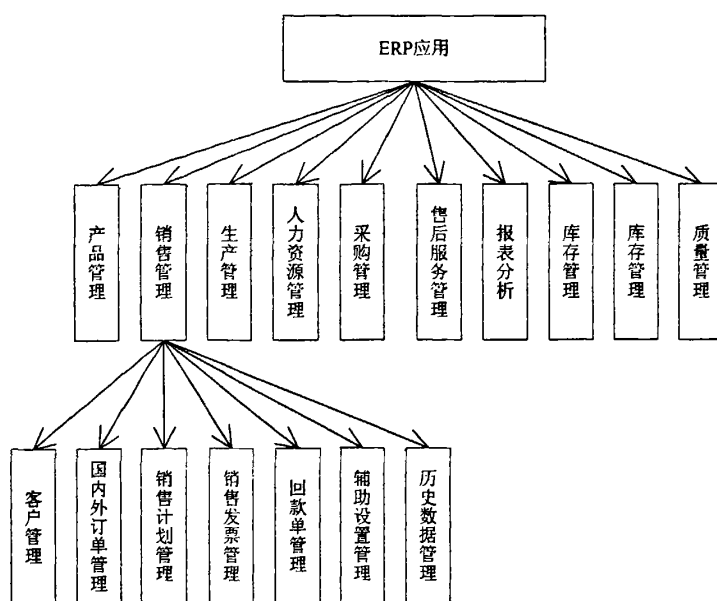 ERP应用
产品管理
销售管理
生产管理
人力资源管理
采购管理
售后服务管理
报表分析
库存管理
库存管理
质量管理
客户管理
国内外订单管理
销售计划管理
销售发票管理
回款单管理
辅助设置管理
历史数据管理